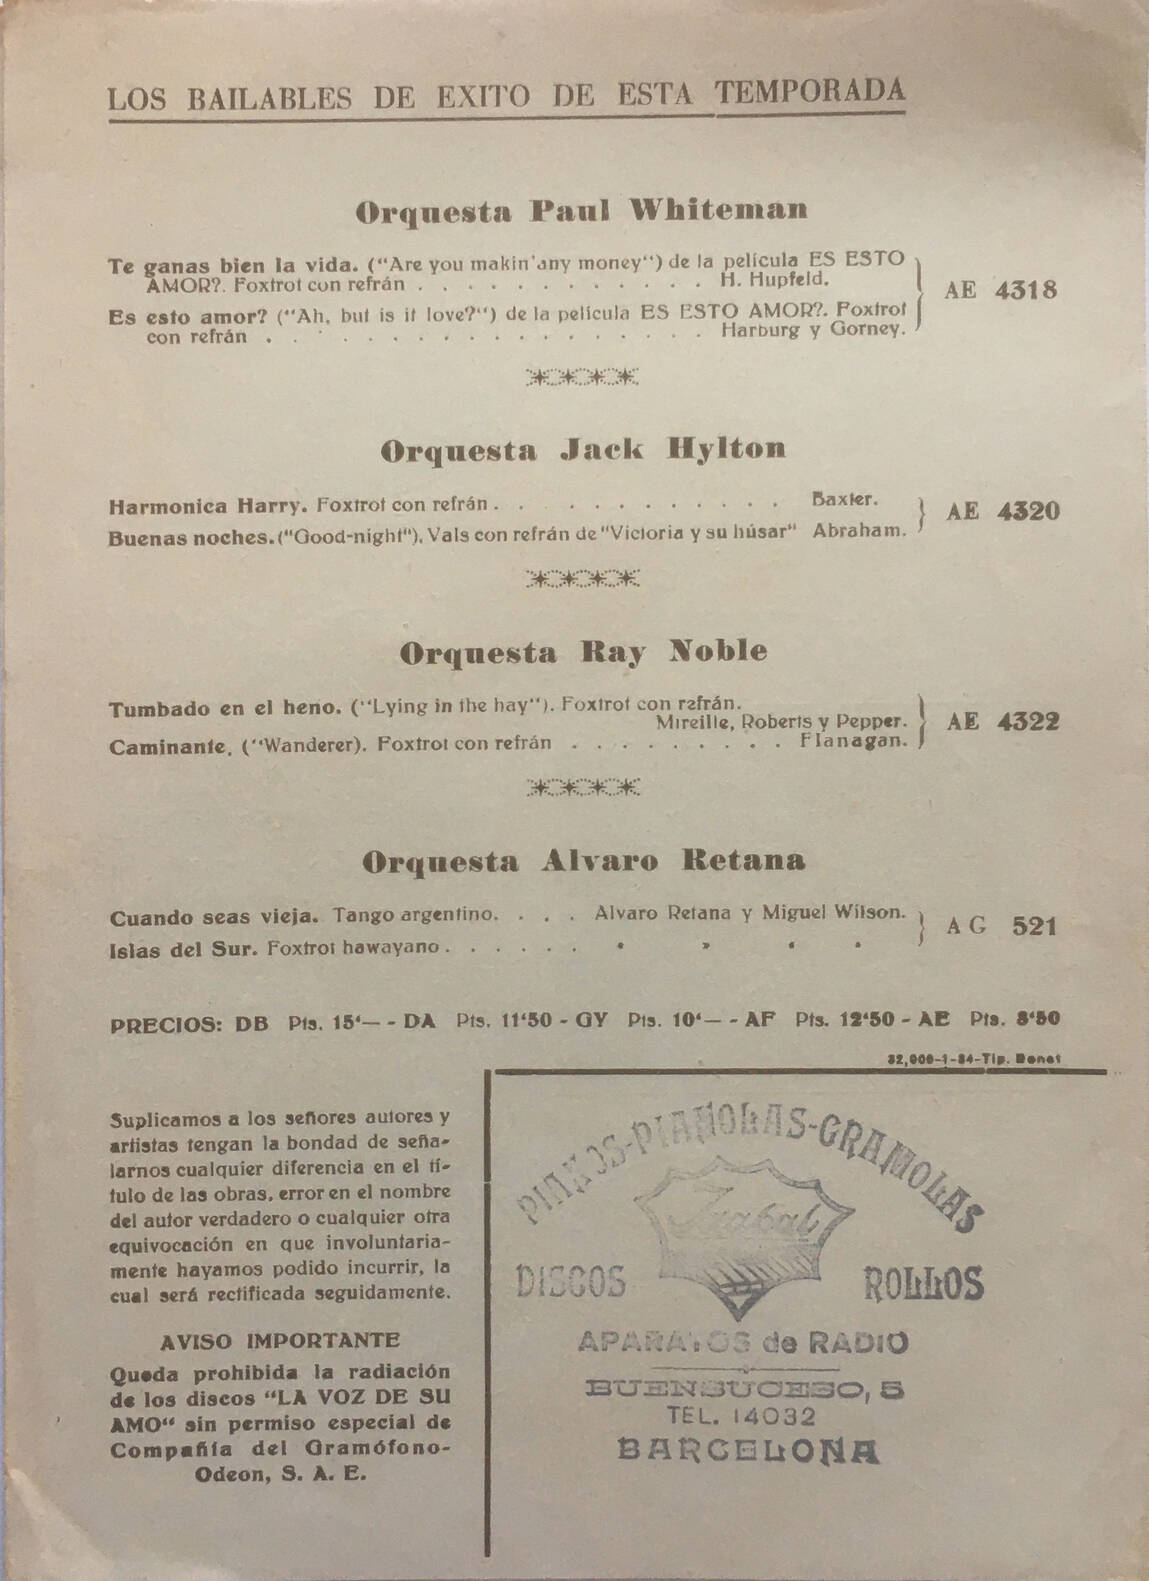 LOS BAILABLES DE EXITO DE ESTA TEMPORADA
Orquesta Paul Whiteman
Te ganas bien la vida. ("Are you makin'any money") de la película ES ESTO
AMOR?. Foxtrot con refrán . . . . . . . . . . . . H. Hupfeld.
AE 4318
Es esto amor? ("Ah, but is it love?") de la película ES ESTO AMOR?. Foxtrot
con refrán . . . . . . . . . . . . . . . . . . Harburg y Gorney.
Orquesta Jack Hylton
Harmonica Harry. Foxtrot con refrán . . . . . . . . . . . Baxter.
AE 4320
Buenas noches. ("Good-night"). Vals con refrán de "Victoria y su húsar" Abraham.
Orquesta Ray Noble
Tumbado en el heno. ("Lying in the hay"). Foxtrot con refrán.
Mireille, Roberts y Pepper.
AE 4322
Caminante. ("Wanderer). Foxtrot con refrán . . . . . . . . . Flanagan.
Orquesta Alvaro Retana
Cuando seas vieja. Tango argentino. . . . Alvaro Retana y Miguel Wilson.
AG 521
Islas del Sur. Foxtrot hawayano . . . . . . " " " "
PRECIOS: DB Pts. 15'— - DA Pts. 11'50 - GY Pts. 10'— - AF Pts. 12'50 - AE Pts. 8'50
32,000-1-34-Tip. Bonet
Suplicamos a los señores autores y
artistas tengan la bondad de seña-
larnos cualquier diferencia en el tí-
tulo de las obras, error en el nombre
del autor verdadero o cualquier otra
equivocación en que involuntaria-
mente hayamos podido incurrir, la
cual será rectificada seguidamente.
AVISO IMPORTANTE
Queda prohibida la radiación
de los discos "LA VOZ DE SU
AMO" sin permiso especial de
Compañía del Gramófono-
Odeon, S. A. E.
PIANOS-PIANOLAS-GRAMOLAS
Izabal
DISCOS ROLLOS
APARATOS de RADIO
BUENSUCESO, 5
TEL. 14032
BARCELONA